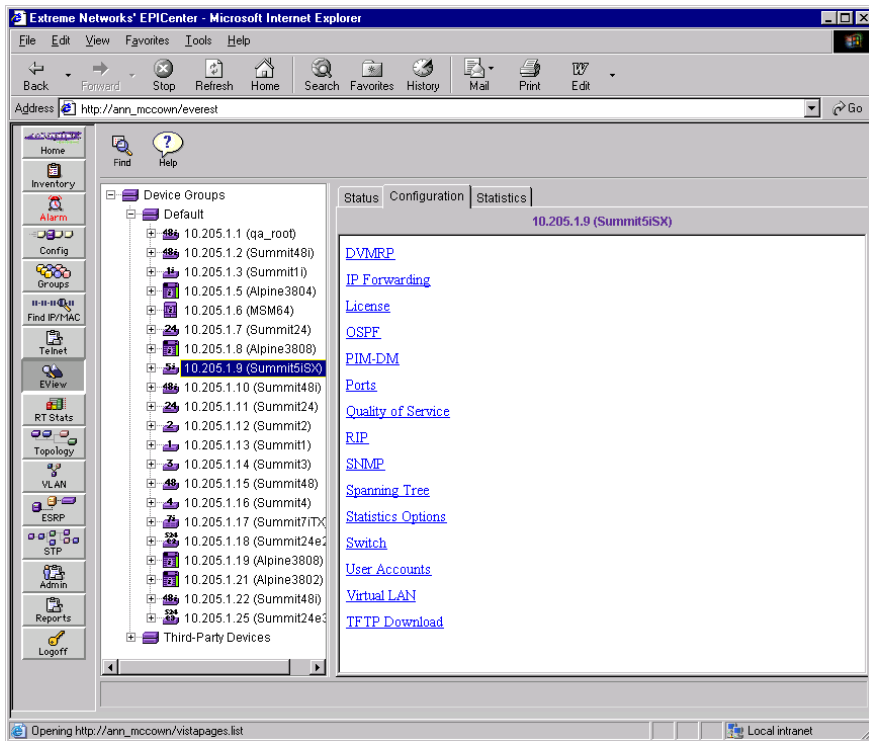 Extreme Networks' EPICenter - Microsoft Internet Explorer
File Edit View Favorites Tools Help
Back Forward Stop Refresh Home Search Favorites History Mail Print Edit
Address http://ann_mccown/everest Go
Home
Inventory
Alarm
Config
Groups
Find IP/MAC
Telnet
EView
RT Stats
Topology
VLAN
ESRP
STP
Admin
Reports
Logoff
Find Help
Device Groups
Default
10.205.1.1 (qa_root)
10.205.1.2 (Summit48i)
10.205.1.3 (Summit1i)
10.205.1.5 (Alpine3804)
10.205.1.6 (MSM64)
10.205.1.7 (Summit24)
10.205.1.8 (Alpine3808)
10.205.1.9 (Summit5iSX)
10.205.1.10 (Summit48i)
10.205.1.11 (Summit24)
10.205.1.12 (Summit2)
10.205.1.13 (Summit1)
10.205.1.14 (Summit3)
10.205.1.15 (Summit48)
10.205.1.16 (Summit4)
10.205.1.17 (Summit7iTX
10.205.1.18 (Summit24e2
10.205.1.19 (Alpine3808)
10.205.1.21 (Alpine3802)
10.205.1.22 (Summit48i)
10.205.1.25 (Summit24e3
Third-Party Devices
Status Configuration Statistics
10.205.1.9 (Summit5iSX)
DVMRP
IP Forwarding
License
OSPF
PIM-DM
Ports
Quality of Service
RIP
SNMP
Spanning Tree
Statistics Options
Switch
User Accounts
Virtual LAN
TFTP Download
Opening http://ann_mccown/vistapages.list
Local intranet